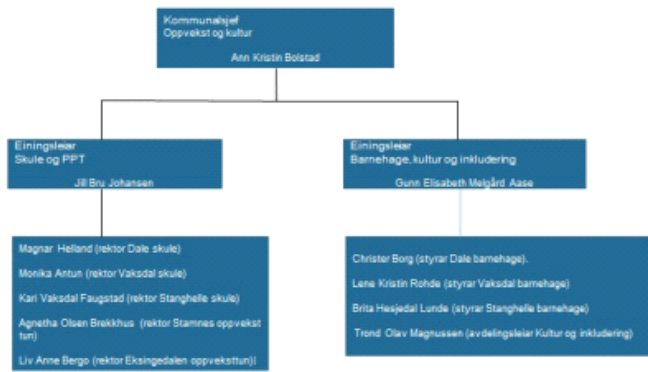 Kommunalsjef
Oppvekst og kultur
Ann Kristin Bolstad
Einingsleiar
Skule og PPT
Jill Bru Johansen
Einingsleiar
Barnehage, kultur og inkludering
Gunn Elisabeth Melgård Aase
Magnar Helland (rektor Dale skule)
Monika Antun (rektor Vaksdal skule)
Kari Vaksdal Faugstad (rektor Stanghelle skule)
Agnetha Olsen Brekkhus (rektor Stamnes oppvekst
tun)
Liv Anne Bergo (rektor Eksingedalen oppveksttun)
Christer Borg (styrar Dale barnehage).
Lene Kristin Rohde (styrar Vaksdal barnehage)
Brita Hesjedal Lunde (styrar Stanghelle barnehage)
Trond Olav Magnussen (avdelingsleiar Kultur og inkludering)